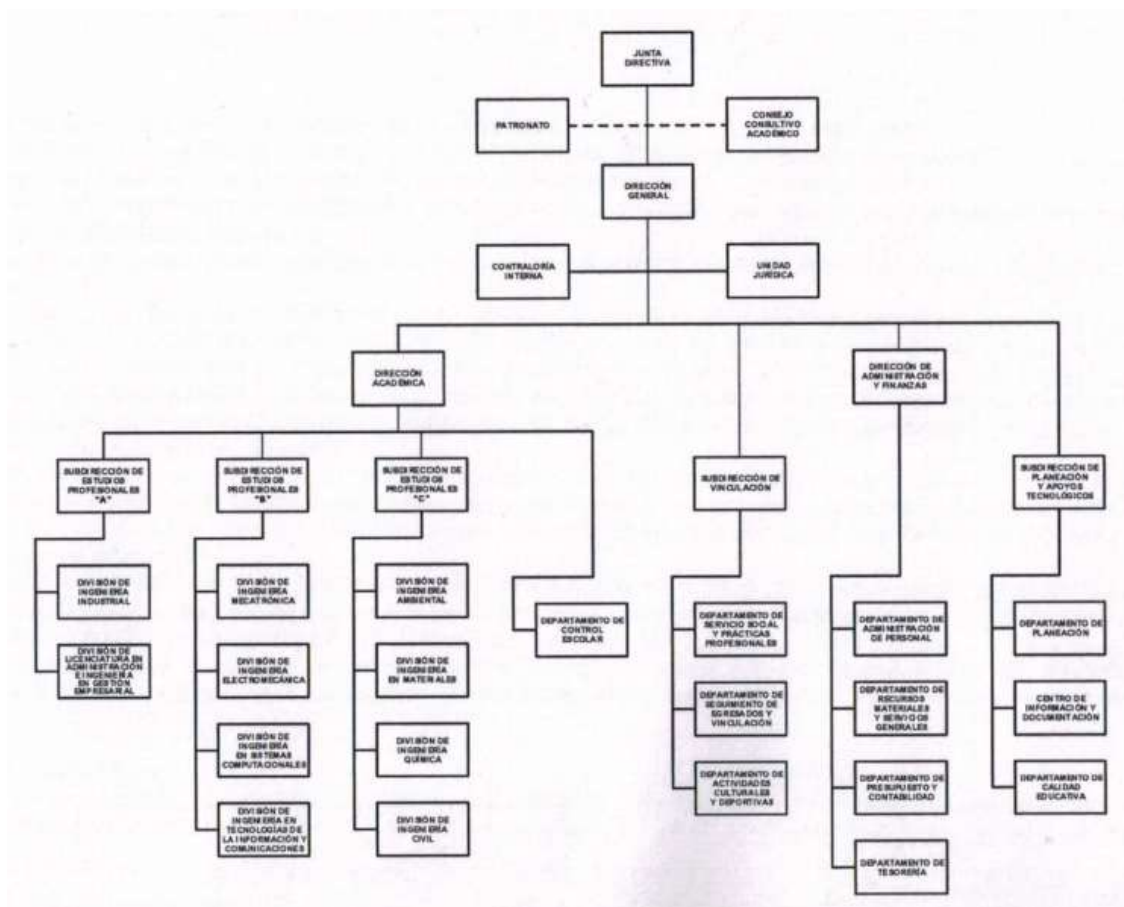 JUNTA
DIRECTIVA
PATRONATO
CONSEJO
CONSULTIVO
ACADÉMICO
DIRECCIÓN
GENERAL
CONTRALORÍA
INTERNA
UNIDAD
JURÍDICA
DIRECCIÓN
ACADÉMICA
DIRECCIÓN DE
ADMINISTRACIÓN
Y FINANZAS
SUBDIRECCIÓN DE
ESTUDIOS
PROFESIONALES
"A"
SUBDIRECCIÓN DE
ESTUDIOS
PROFESIONALES
"B"
SUBDIRECCIÓN DE
ESTUDIOS
PROFESIONALES
"C"
SUBDIRECCIÓN DE
VINCULACIÓN
SUBDIRECCIÓN DE
PLANEACIÓN
Y APOYOS
TECNOLÓGICOS
DIVISIÓN DE
INGENIERÍA
INDUSTRIAL
DIVISIÓN DE
LICENCIATURA EN
ADMINISTRACIÓN
E INGENIERÍA
EN GESTIÓN
EMPRESARIAL
DIVISIÓN DE
INGENIERÍA
MECATRÓNICA
DIVISIÓN DE
INGENIERÍA
ELECTROMECÁNICA
DIVISIÓN DE
INGENIERÍA
EN SISTEMAS
COMPUTACIONALES
DIVISIÓN DE
INGENIERÍA EN
TECNOLOGÍAS DE
LA INFORMACIÓN Y
COMUNICACIONES
DIVISIÓN DE
INGENIERÍA
AMBIENTAL
DIVISIÓN DE
INGENIERÍA
EN MATERIALES
DIVISIÓN DE
INGENIERÍA
QUÍMICA
DIVISIÓN DE
INGENIERÍA
CIVIL
DEPARTAMENTO DE
CONTROL
ESCOLAR
DEPARTAMENTO DE
SERVICIO SOCIAL
Y PRÁCTICAS
PROFESIONALES
DEPARTAMENTO DE
SEGUIMIENTO DE
EGRESADOS Y
VINCULACIÓN
DEPARTAMENTO DE
ACTIVIDADES
CULTURALES
Y DEPORTIVAS
DEPARTAMENTO DE
ADMINISTRACIÓN
DE PERSONAL
DEPARTAMENTO DE
RECURSOS
MATERIALES
Y SERVICIOS
GENERALES
DEPARTAMENTO DE
PRESUPUESTO Y
CONTABILIDAD
DEPARTAMENTO DE
TESORERÍA
DEPARTAMENTO DE
PLANEACIÓN
CENTRO DE
INFORMACIÓN Y
DOCUMENTACIÓN
DEPARTAMENTO DE
CALIDAD
EDUCATIVA